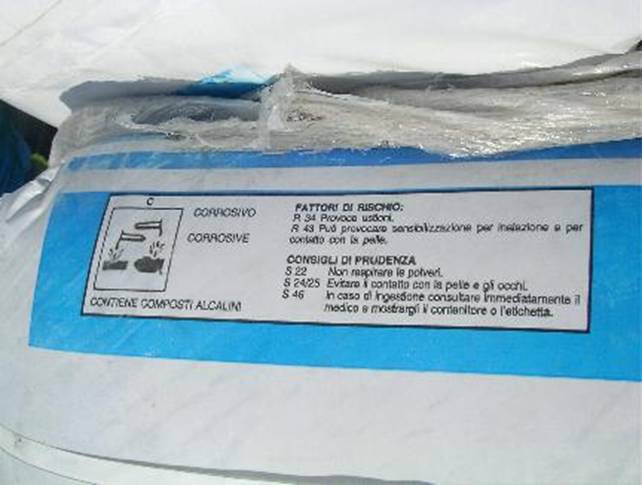 C
CORROSIVO
CORROSIVE
CONTIENE COMPOSTI ALCALINI
FATTORI DI RISCHIO:
R 34 Provoca ustioni.
R 43 Può provocare sensibilizzazione per inalazione e per
contatto con la pelle.
CONSIGLI DI PRUDENZA
S 22 Non respirare le polveri.
S 24/25 Evitare il contatto con la pelle e gli occhi.
S 46 In caso di ingestione consultare immediatamente il
medico e mostrargli il contenitore o l'etichetta.